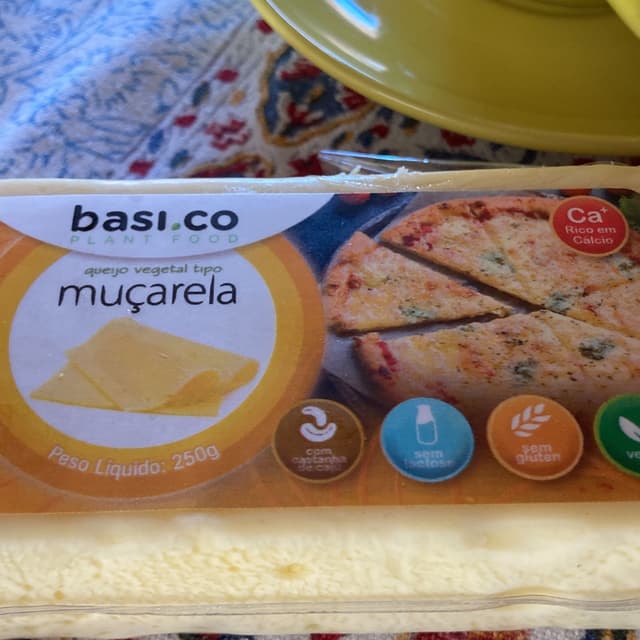 basi.co
PLANT FOOD
queijo vegetal tipo
muçarela
Peso Líquido: 250g
Ca+
Rico em
Cálcio
com
castanha
de caju
sem
lactose
sem
glúten
ve